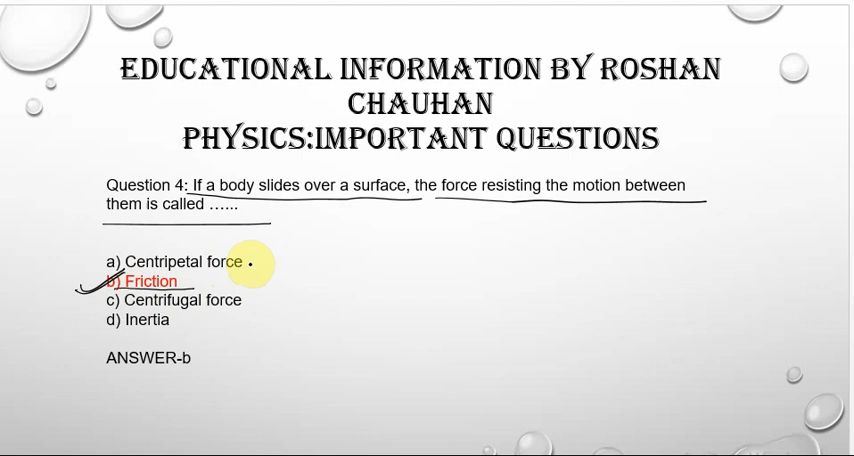 EDUCATIONAL INFORMATION BY ROSHAN
CHAUHAN
PHYSICS:IMPORTANT QUESTIONS
Question 4: If a body slides over a surface, the force resisting the motion between
them is called …...
a) Centripetal force
b) Friction
c) Centrifugal force
d) Inertia
ANSWER-b